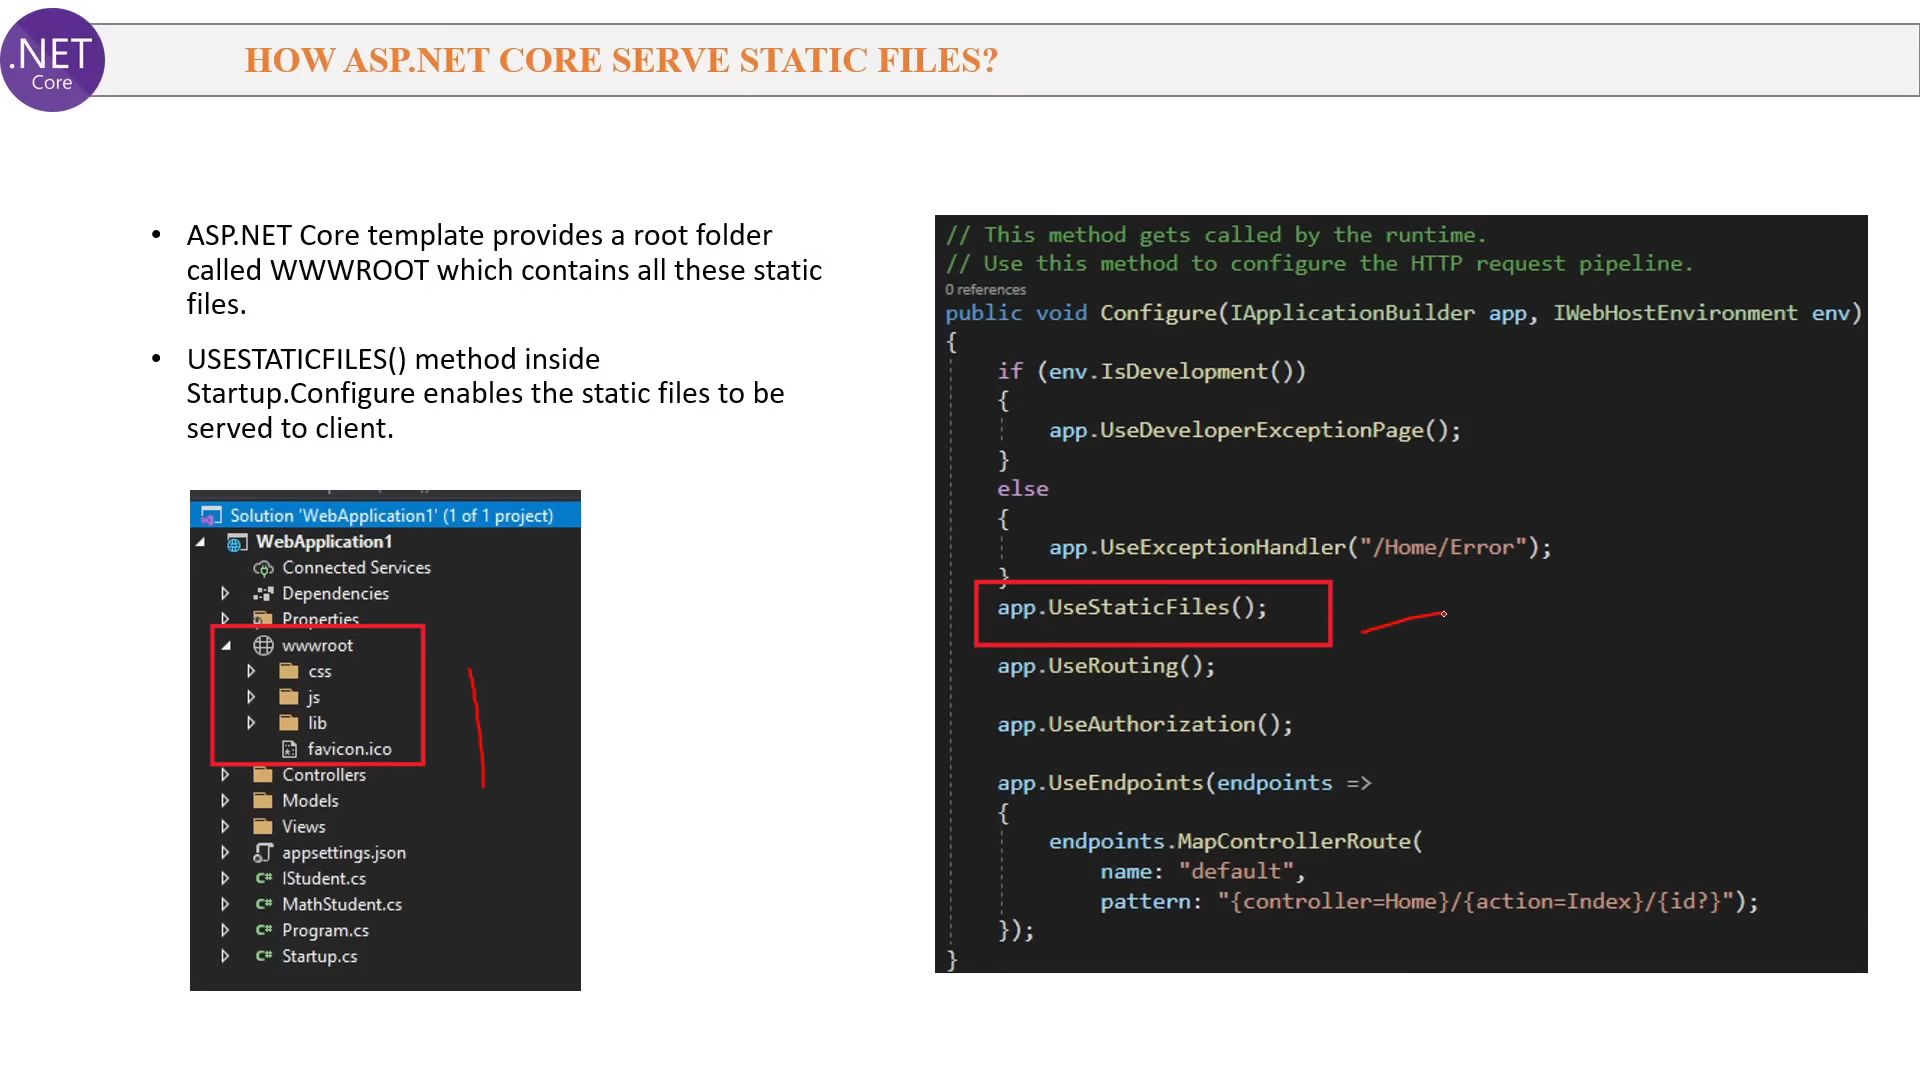 .NET
Core
HOW ASP.NET CORE SERVE STATIC FILES?
• ASP.NET Core template provides a root folder
called WWWROOT which contains all these static
files.
• USESTATICFILES() method inside
Startup.Configure enables the static files to be
served to client.
Solution 'WebApplication1' (1 of 1 project)
WebApplication1
Connected Services
Dependencies
Properties
wwwroot
css
js
lib
favicon.ico
Controllers
Models
Views
appsettings.json
C# IStudent.cs
C# MathStudent.cs
C# Program.cs
C# Startup.cs
// This method gets called by the runtime.
// Use this method to configure the HTTP request pipeline.
0 references
public void Configure(IApplicationBuilder app, IWebHostEnvironment env)
{
if (env.IsDevelopment())
{
app.UseDeveloperExceptionPage();
}
else
{
app.UseExceptionHandler("/Home/Error");
}
app.UseStaticFiles();
app.UseRouting();
app.UseAuthorization();
app.UseEndpoints(endpoints =>
{
endpoints.MapControllerRoute(
name: "default",
pattern: "{controller=Home}/{action=Index}/{id?}");
});
}